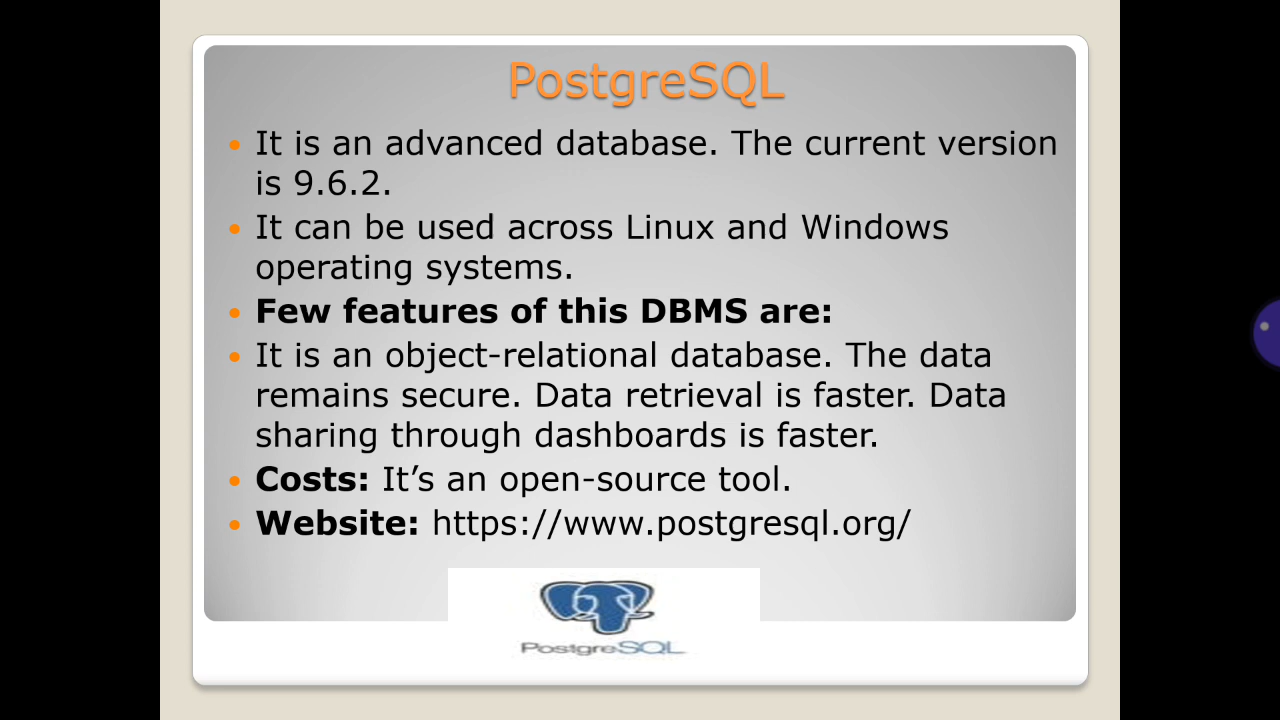 PostgreSQL
• It is an advanced database. The current version
is 9.6.2.
• It can be used across Linux and Windows
operating systems.
• Few features of this DBMS are:
• It is an object-relational database. The data
remains secure. Data retrieval is faster. Data
sharing through dashboards is faster.
• Costs: It’s an open-source tool.
• Website: https://www.postgresql.org/
PostgreSQL